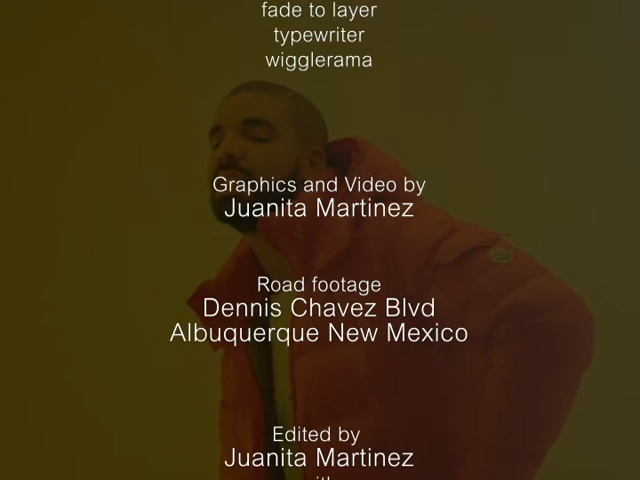 fade to layer
typewriter
wigglerama
Graphics and Video by
Juanita Martinez
Road footage
Dennis Chavez Blvd
Albuquerque New Mexico
Edited by
Juanita Martinez